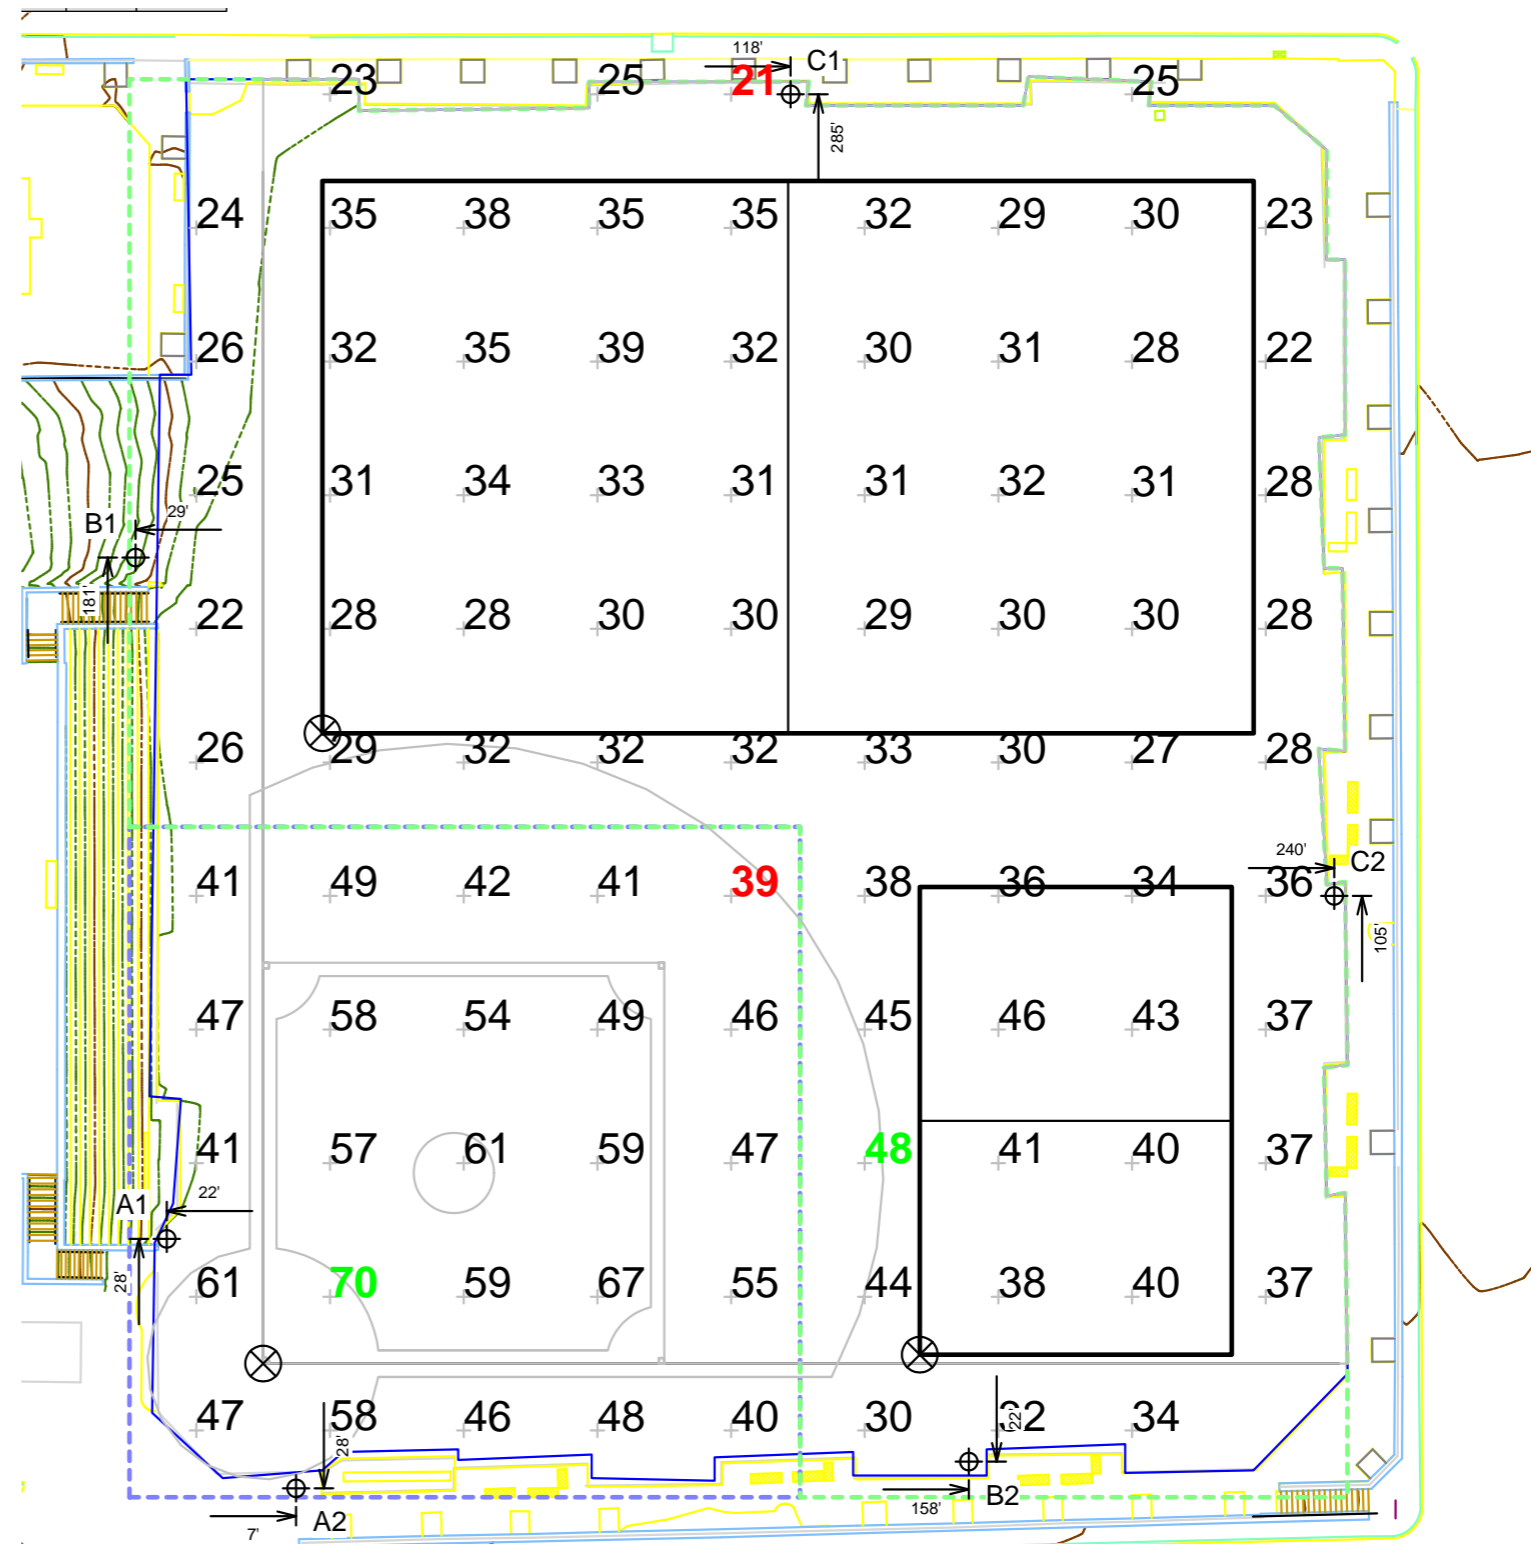 118' C1
23 25 21 25
285'
24 35 38 35 35 32 29 30 23
26 32 35 39 32 30 31 28 22
25 31 34 33 31 31 32 31 28
B1 29'
181'
22 28 28 30 30 29 30 30 28
26 29 32 32 32 33 30 27 28
240' C2
41 49 42 41 39 38 36 34 36
105'
47 58 54 49 46 45 46 43 37
41 57 61 59 47 48 41 40 37
A1 22'
28'
61 70 59 67 55 44 38 40 37
47 58 46 48 40 30 32 34
28' 22'
158' B2
7' A2